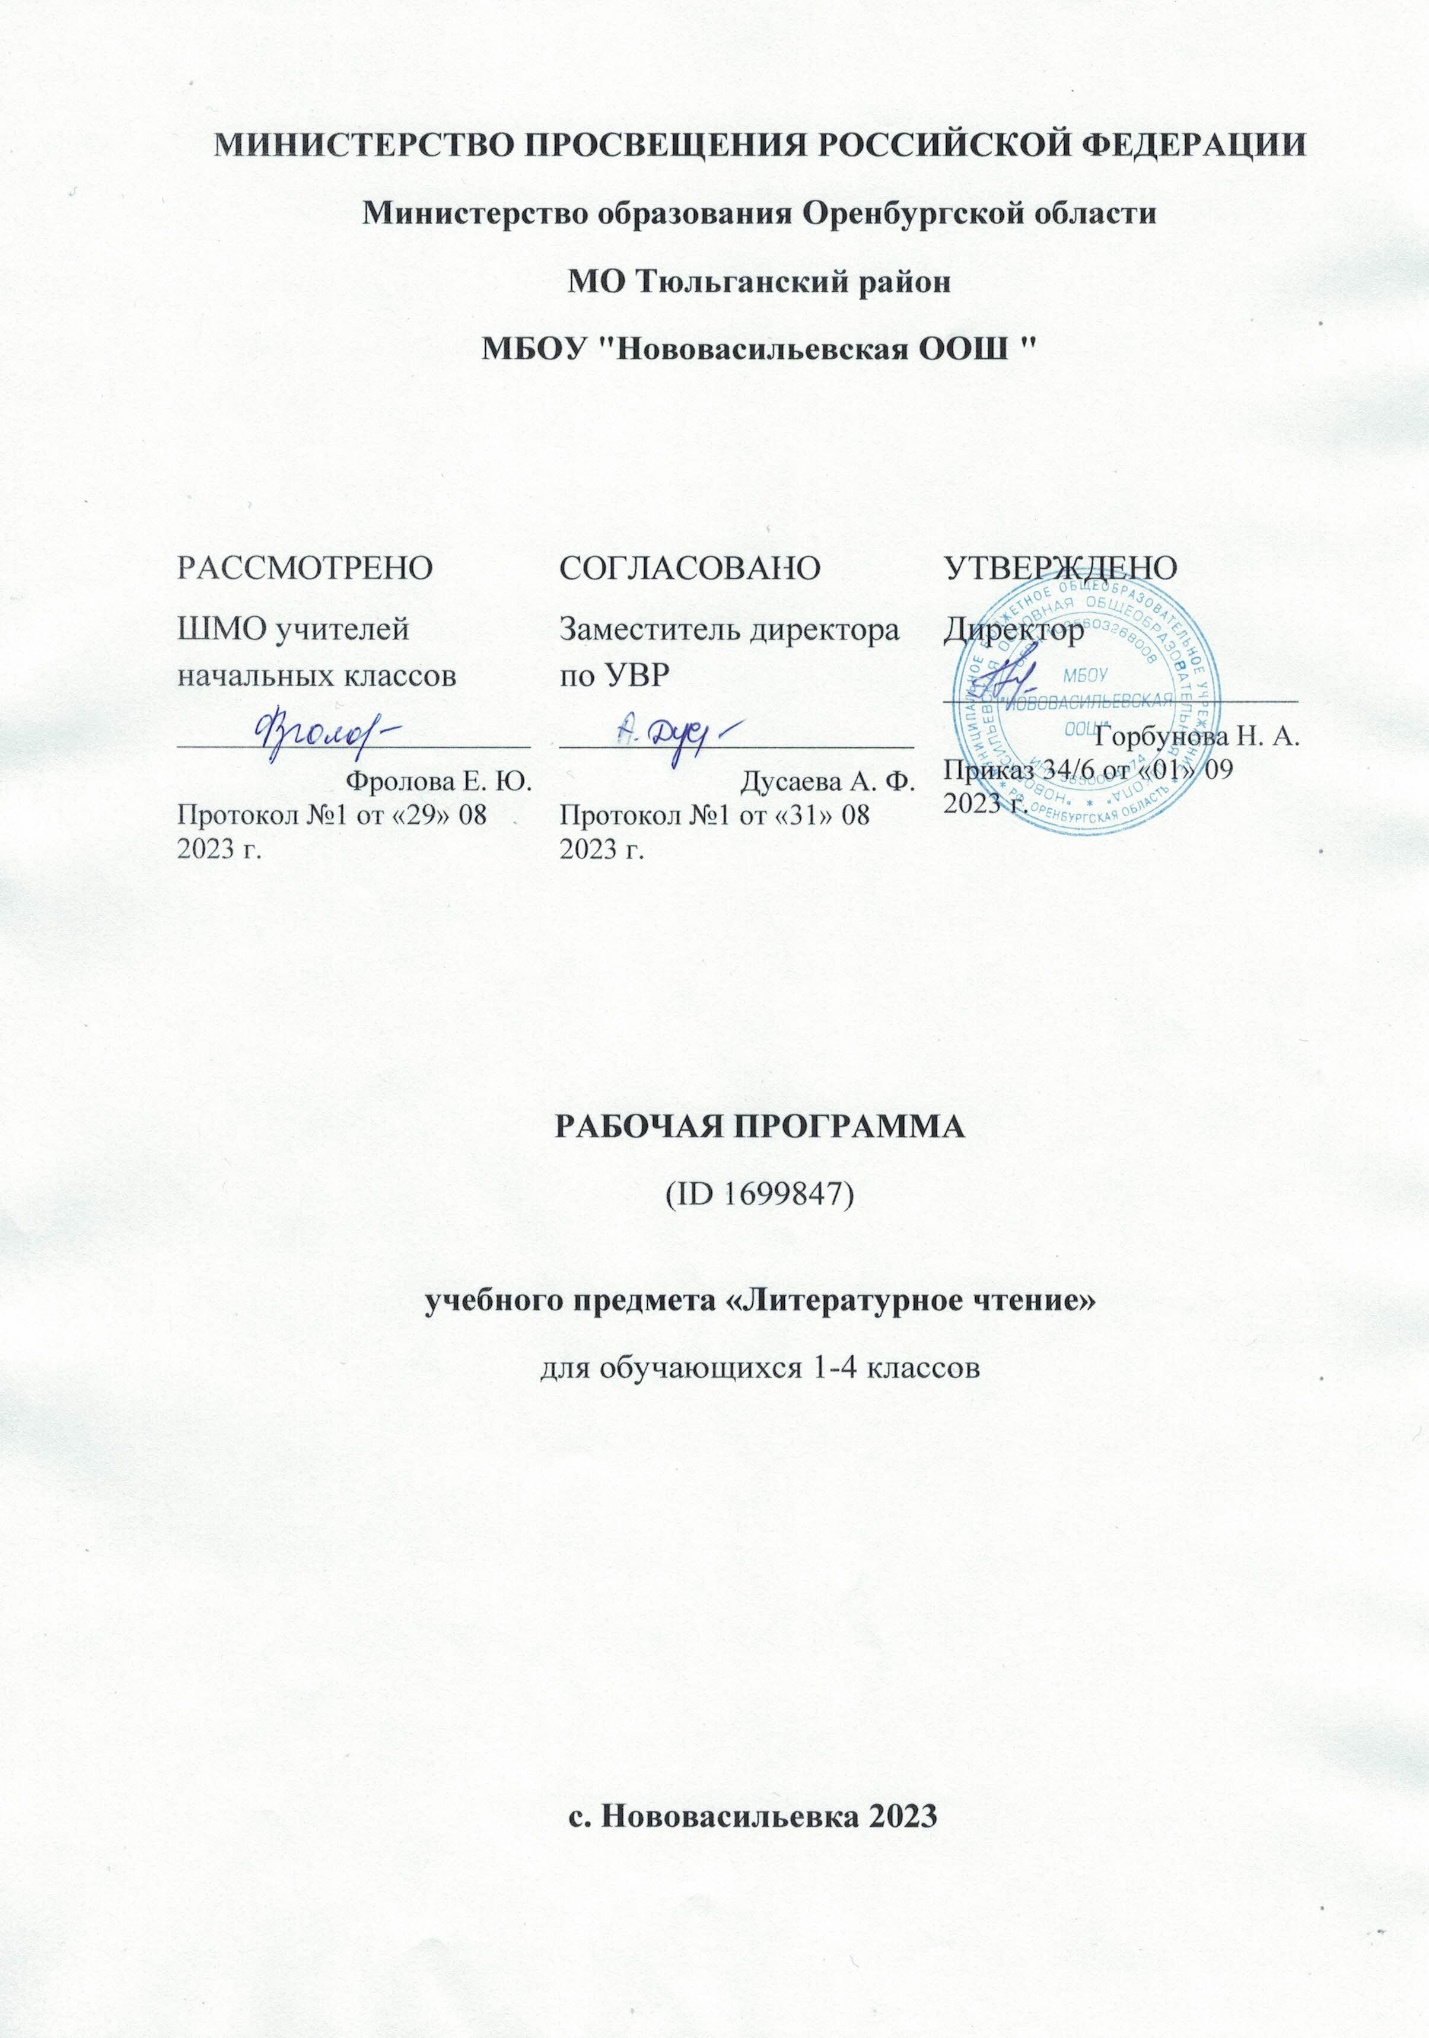 МИНИСТЕРСТВО ПРОСВЕЩЕНИЯ РОССИЙСКОЙ ФЕДЕРАЦИИ
Министерство образования Оренбургской области
МО Тюльганский район
МБОУ "Нововасильевская ООШ "
РАССМОТРЕНО
ШМО учителей
начальных классов
Фролова Е. Ю.
Протокол №1 от «29» 08
2023 г.
СОГЛАСОВАНО
Заместитель директора
по УВР
А. Дус
Дусаева А. Ф.
Протокол №1 от «31» 08
2023 г.
УТВЕРЖДЕНО
Директор
Горбунова Н. А.
Приказ 34/6 от «01» 09
2023 г.
МБОУ
"НОВОВАСИЛЬЕВСКАЯ
ООШ"
РФ, ОРЕНБУРГСКАЯ ОБЛАСТЬ
РАБОЧАЯ ПРОГРАММА
(ID 1699847)
учебного предмета «Литературное чтение»
для обучающихся 1-4 классов
с. Нововасильевка 2023